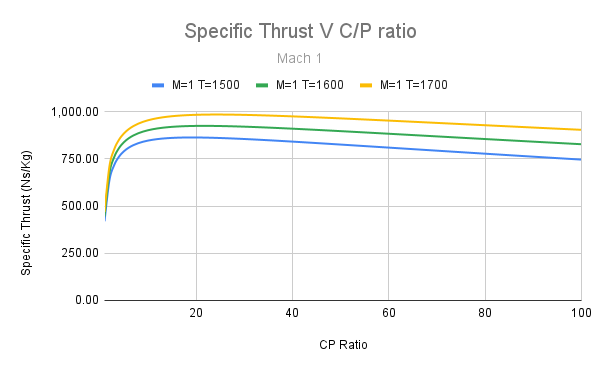 Specific Thrust V C/P ratio
Mach 1
M=1 T=1500 M=1 T=1600 M=1 T=1700
1,000.00
750.00
500.00
250.00
0.00
Specific Thrust (Ns/Kg)
20 40 60 80 100
CP Ratio